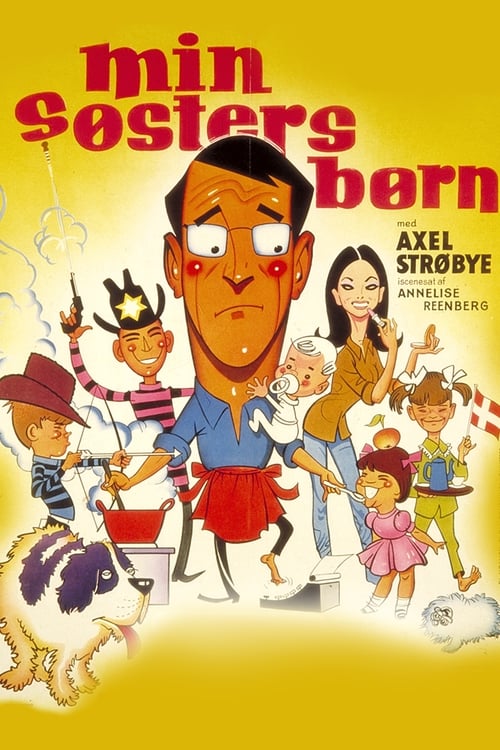 min
søsters
børn
med
AXEL
STRØBYE
iscenesat af
ANNELISE
REENBERG